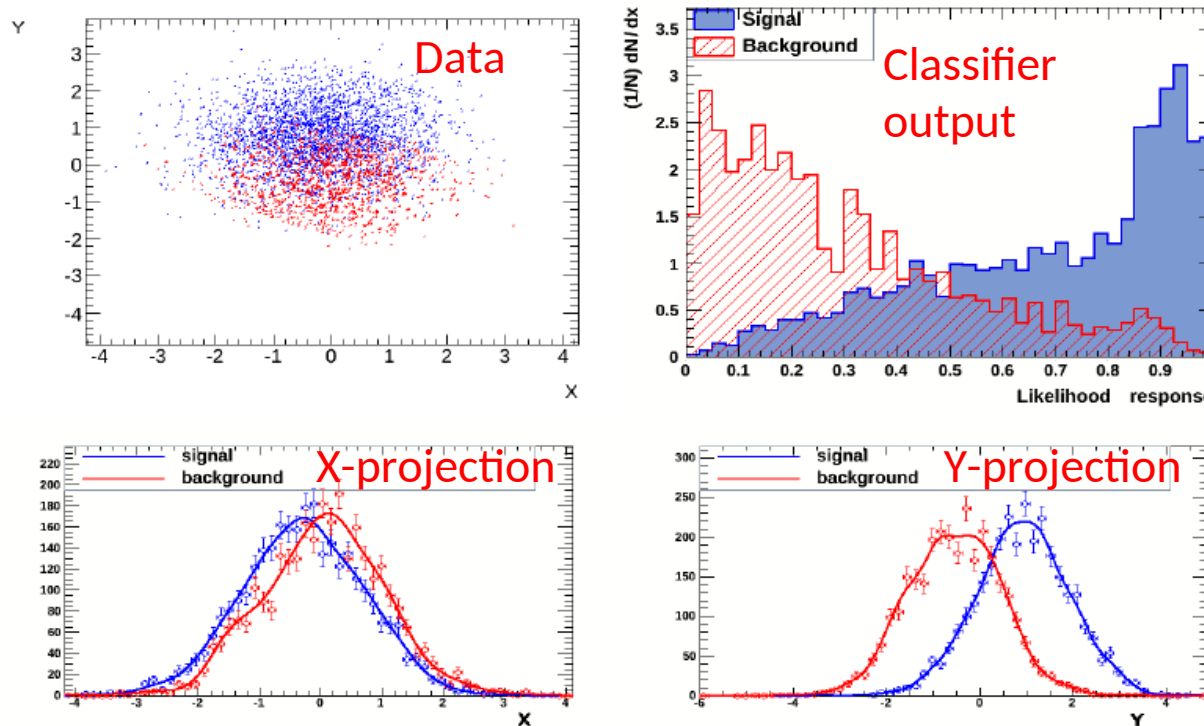 Y
Data
3
2
1
0
-1
-2
-3
-4
-4 -3 -2 -1 0 1 2 3 4
X
Signal
Background
Classifier
output
(1/N) dN/dx
3.5
3
2.5
2
1.5
1
0.5
0
0 0.1 0.2 0.3 0.4 0.5 0.6 0.7 0.8 0.9
Likelihood respons
signal
background
X-projection
220
200
180
160
140
120
100
80
60
40
20
0
-4 -3 -2 -1 0 1 2 3 4
X
signal
background
Y-projection
300
250
200
150
100
50
0
-6 -4 -2 0 2 4
Y